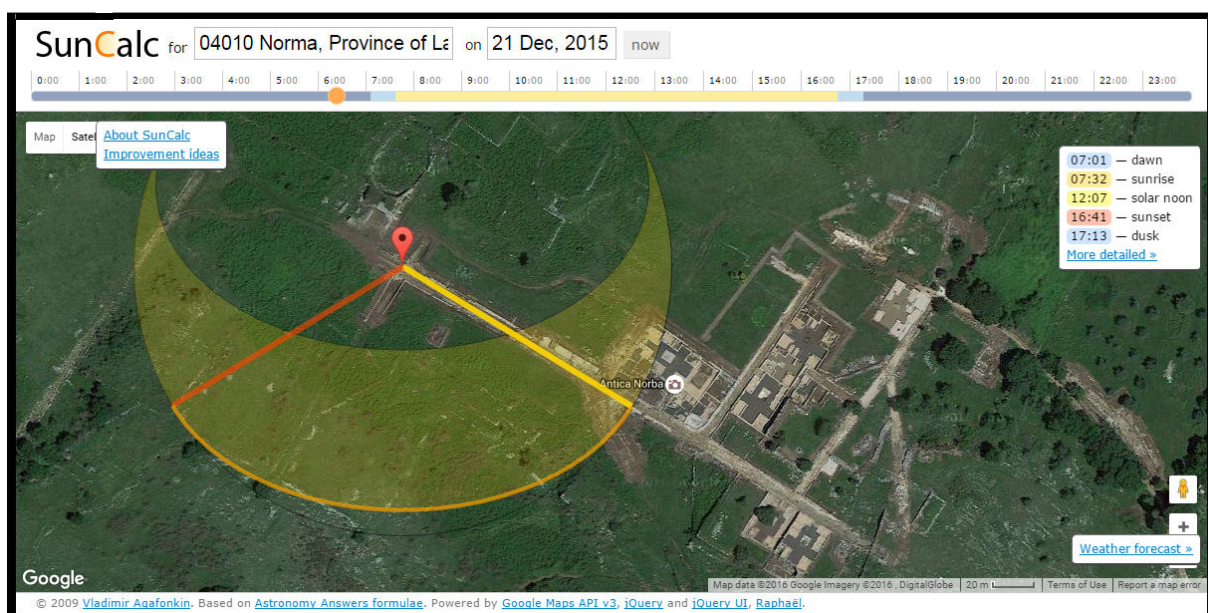 SunCalc for 04010 Norma, Province of La on 21 Dec, 2015 now
0:00 1:00 2:00 3:00 4:00 5:00 6:00 7:00 8:00 9:00 10:00 11:00 12:00 13:00 14:00 15:00 16:00 17:00 18:00 19:00 20:00 21:00 22:00 23:00
Map Satel
About SunCalc
Improvement ideas
07:01 — dawn
07:32 — sunrise
12:07 — solar noon
16:41 — sunset
17:13 — dusk
More detailed »
Antica Norba
+
Weather forecast »
Google
Map data ©2016 Google Imagery ©2016 , DigitalGlobe 20 m Terms of Use Report a map error
© 2009 Vladimir Agafonkin. Based on Astronomy Answers formulae. Powered by Google Maps API v3, jQuery and jQuery UI, Raphaël.